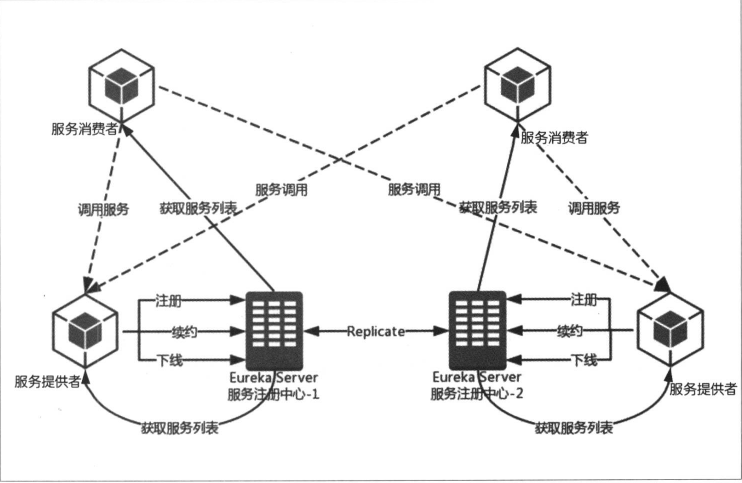 服务消费者
服务消费者
调用服务
获取服务列表
服务调用
服务调用
获取服务列表
调用服务
注册
续约
下线
Replicate
注册
续约
下线
服务提供者
Eureka Server
服务注册中心-1
Eureka Server
服务注册中心-2
服务提供者
获取服务列表
获取服务列表